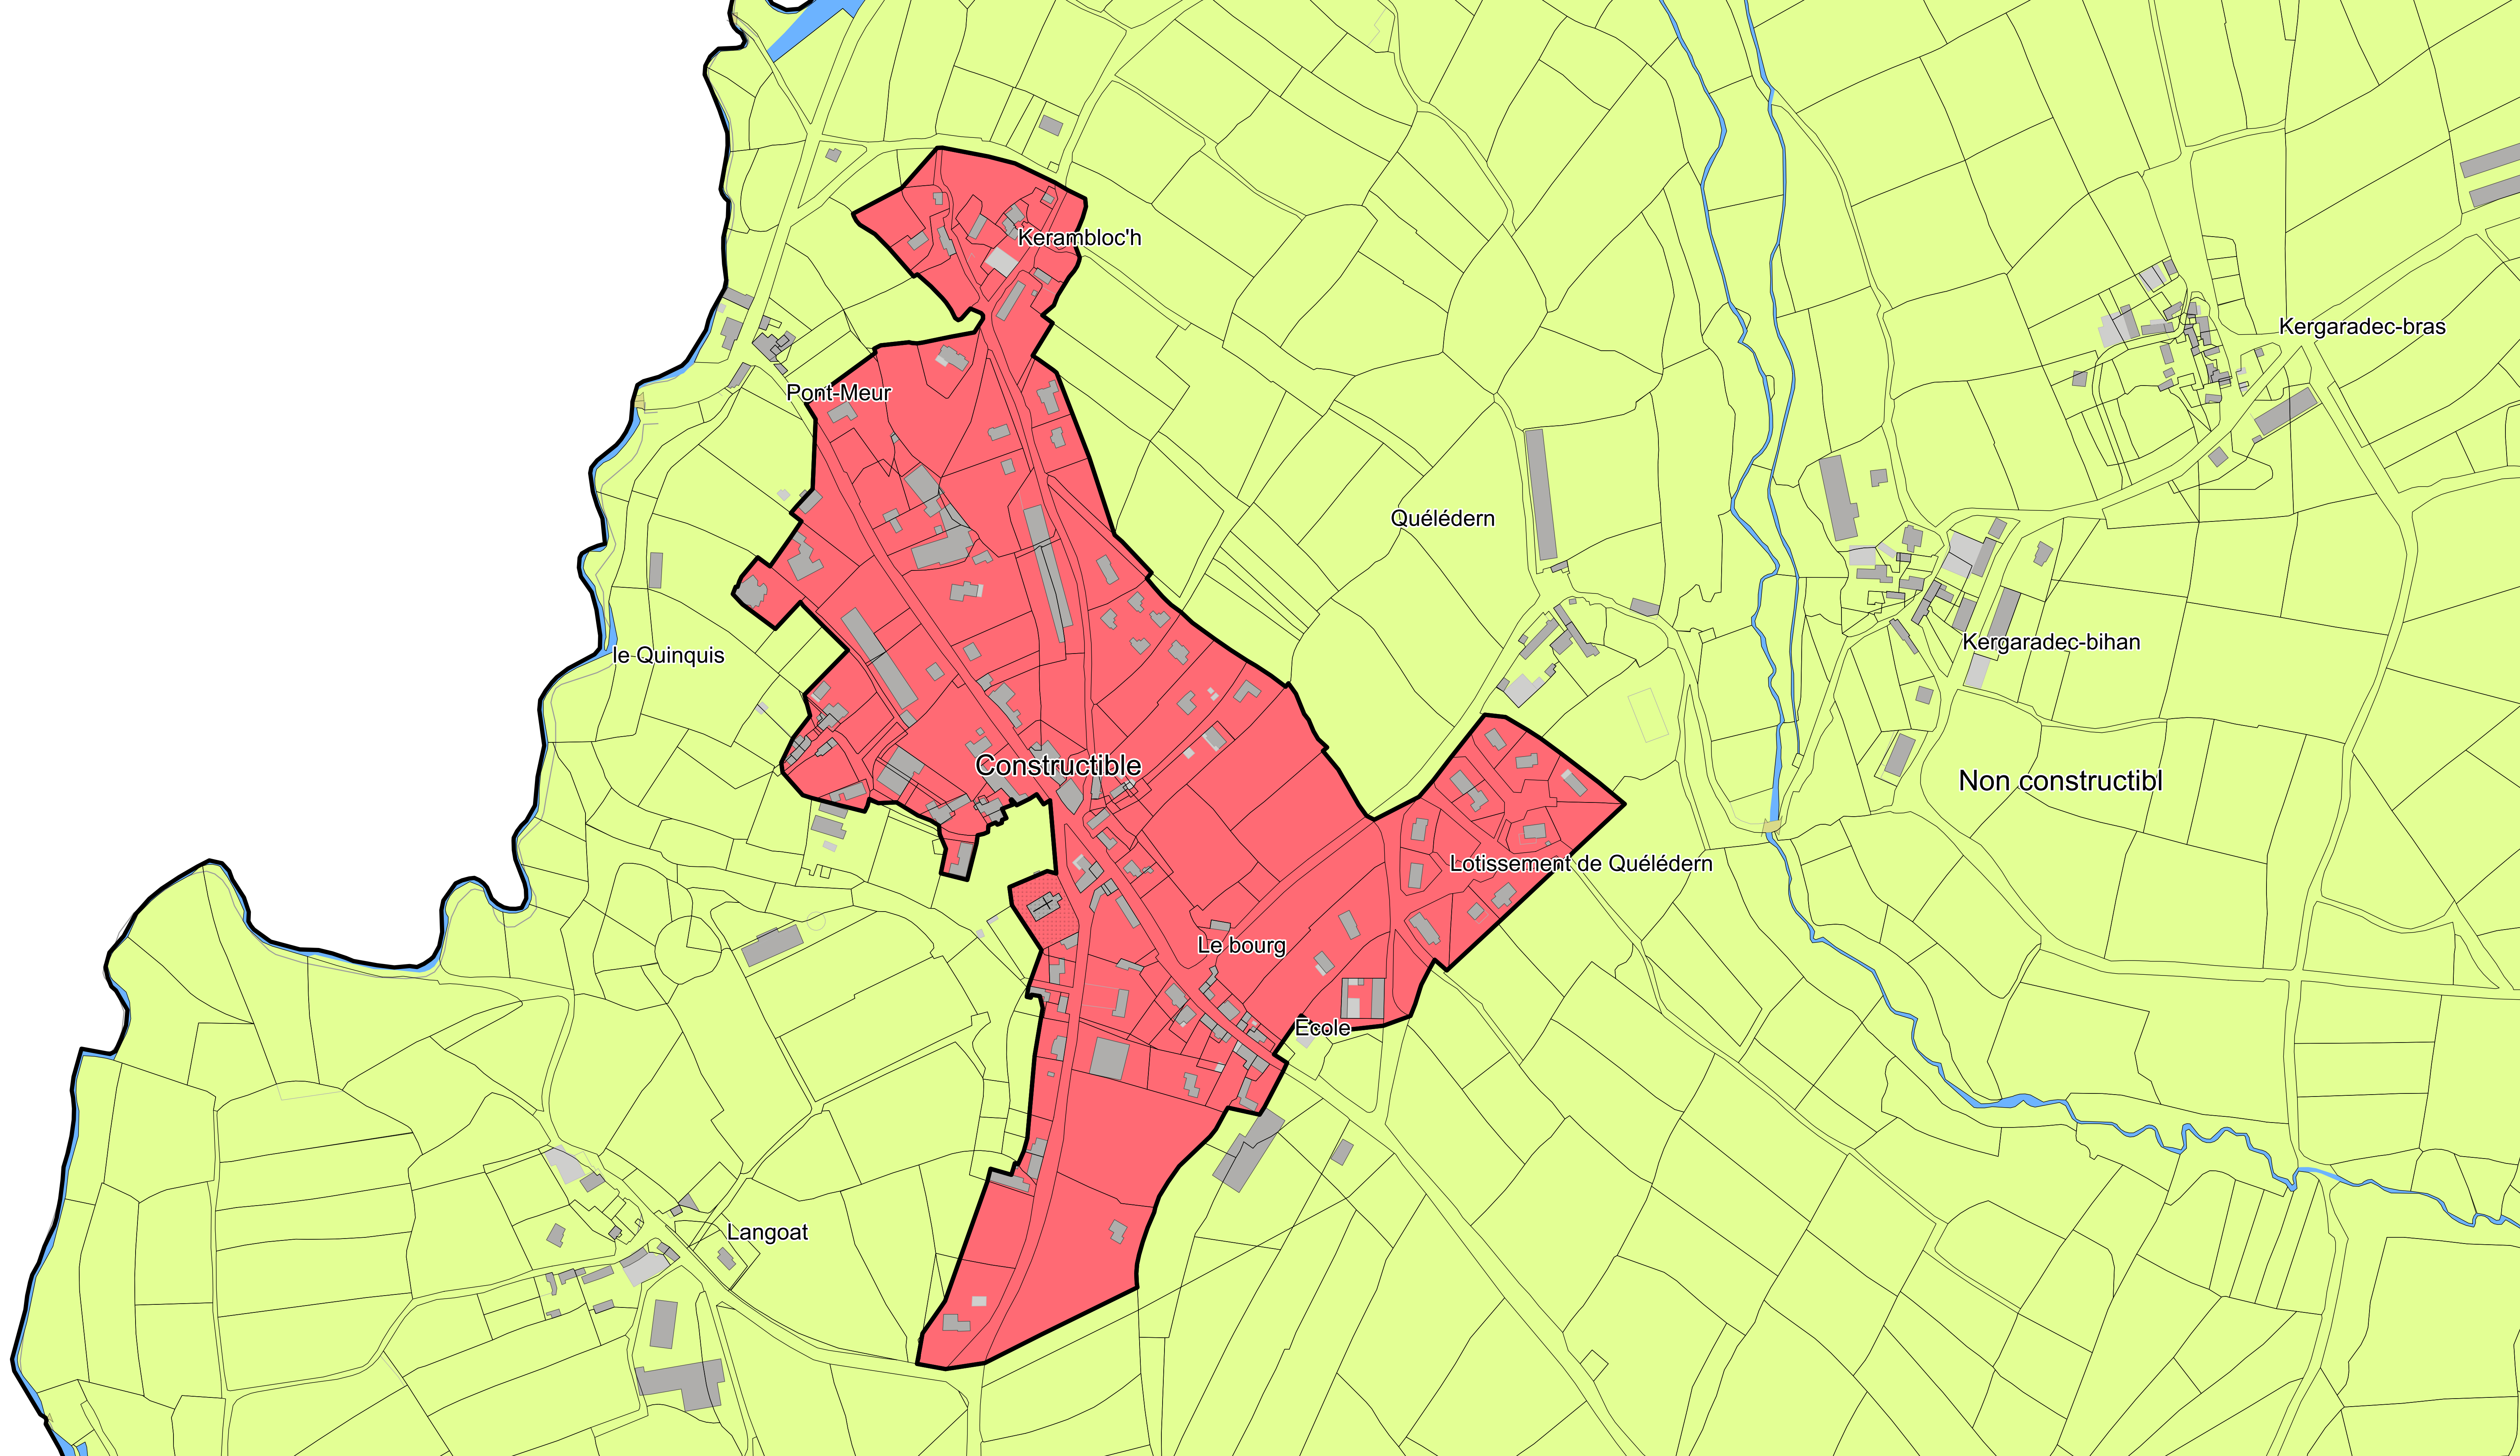 Kerambloc'h
Kergaradec-bras
Pont-Meur
Quélédern
le Quinquis
Kergaradec-bihan
Constructible
Non constructibl
Lotissement de Quélédern
Le bourg
Ecole
Langoat